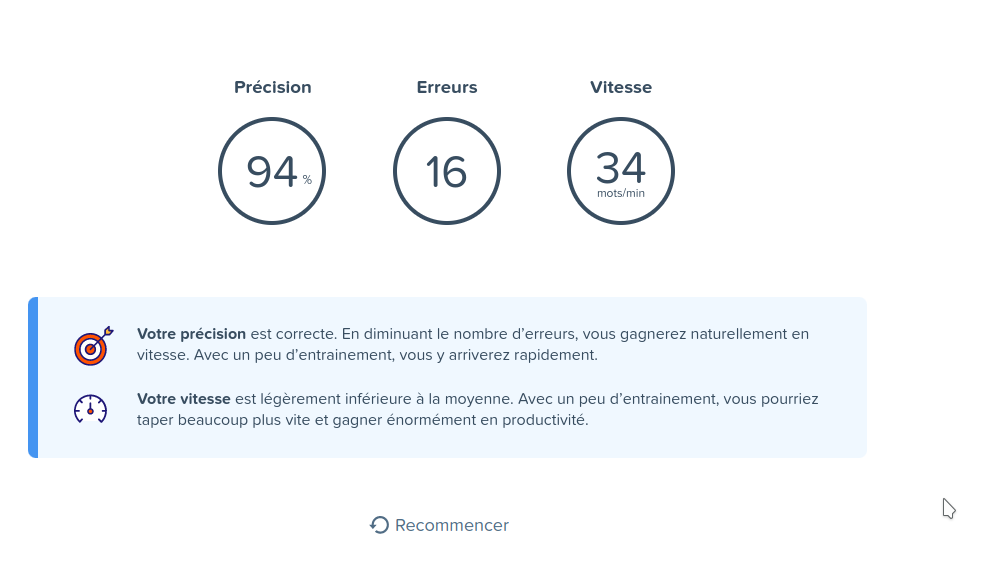 Précision Erreurs Vitesse
94 % 16 34
mots/min
Votre précision est correcte. En diminuant le nombre d’erreurs, vous gagnerez naturellement en
vitesse. Avec un peu d’entrainement, vous y arriverez rapidement.
Votre vitesse est légèrement inférieure à la moyenne. Avec un peu d’entrainement, vous pourriez
taper beaucoup plus vite et gagner énormément en productivité.
Recommencer